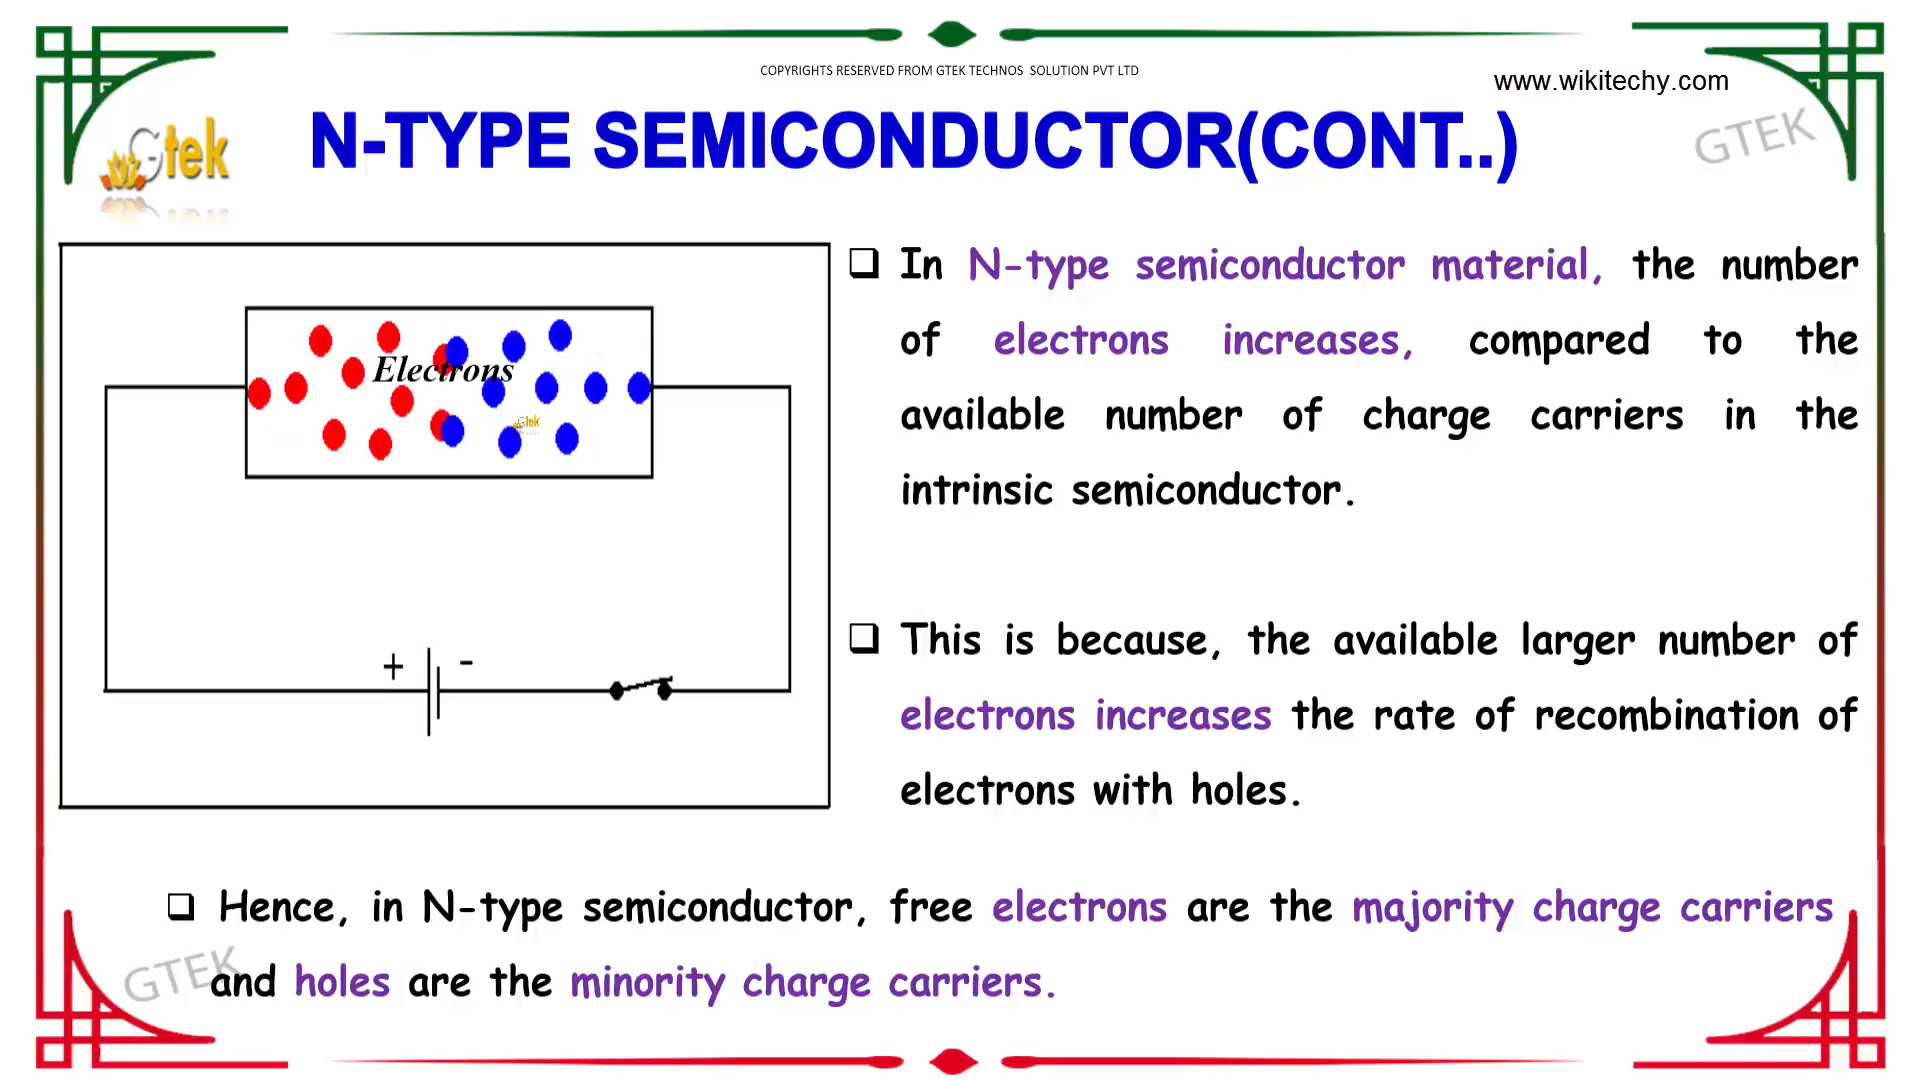 COPYRIGHTS RESERVED FROM GTEK TECHNOS SOLUTION PVT LTD
www.wikitechy.com
Gtek
N-TYPE SEMICONDUCTOR(CONT..)
GTEK
In N-type semiconductor material, the number
of electrons increases, compared to the
available number of charge carriers in the
intrinsic semiconductor.
Electrons
Gtek
+ -
This is because, the available larger number of
electrons increases the rate of recombination of
electrons with holes.
Hence, in N-type semiconductor, free electrons are the majority charge carriers
and holes are the minority charge carriers.
GTEK